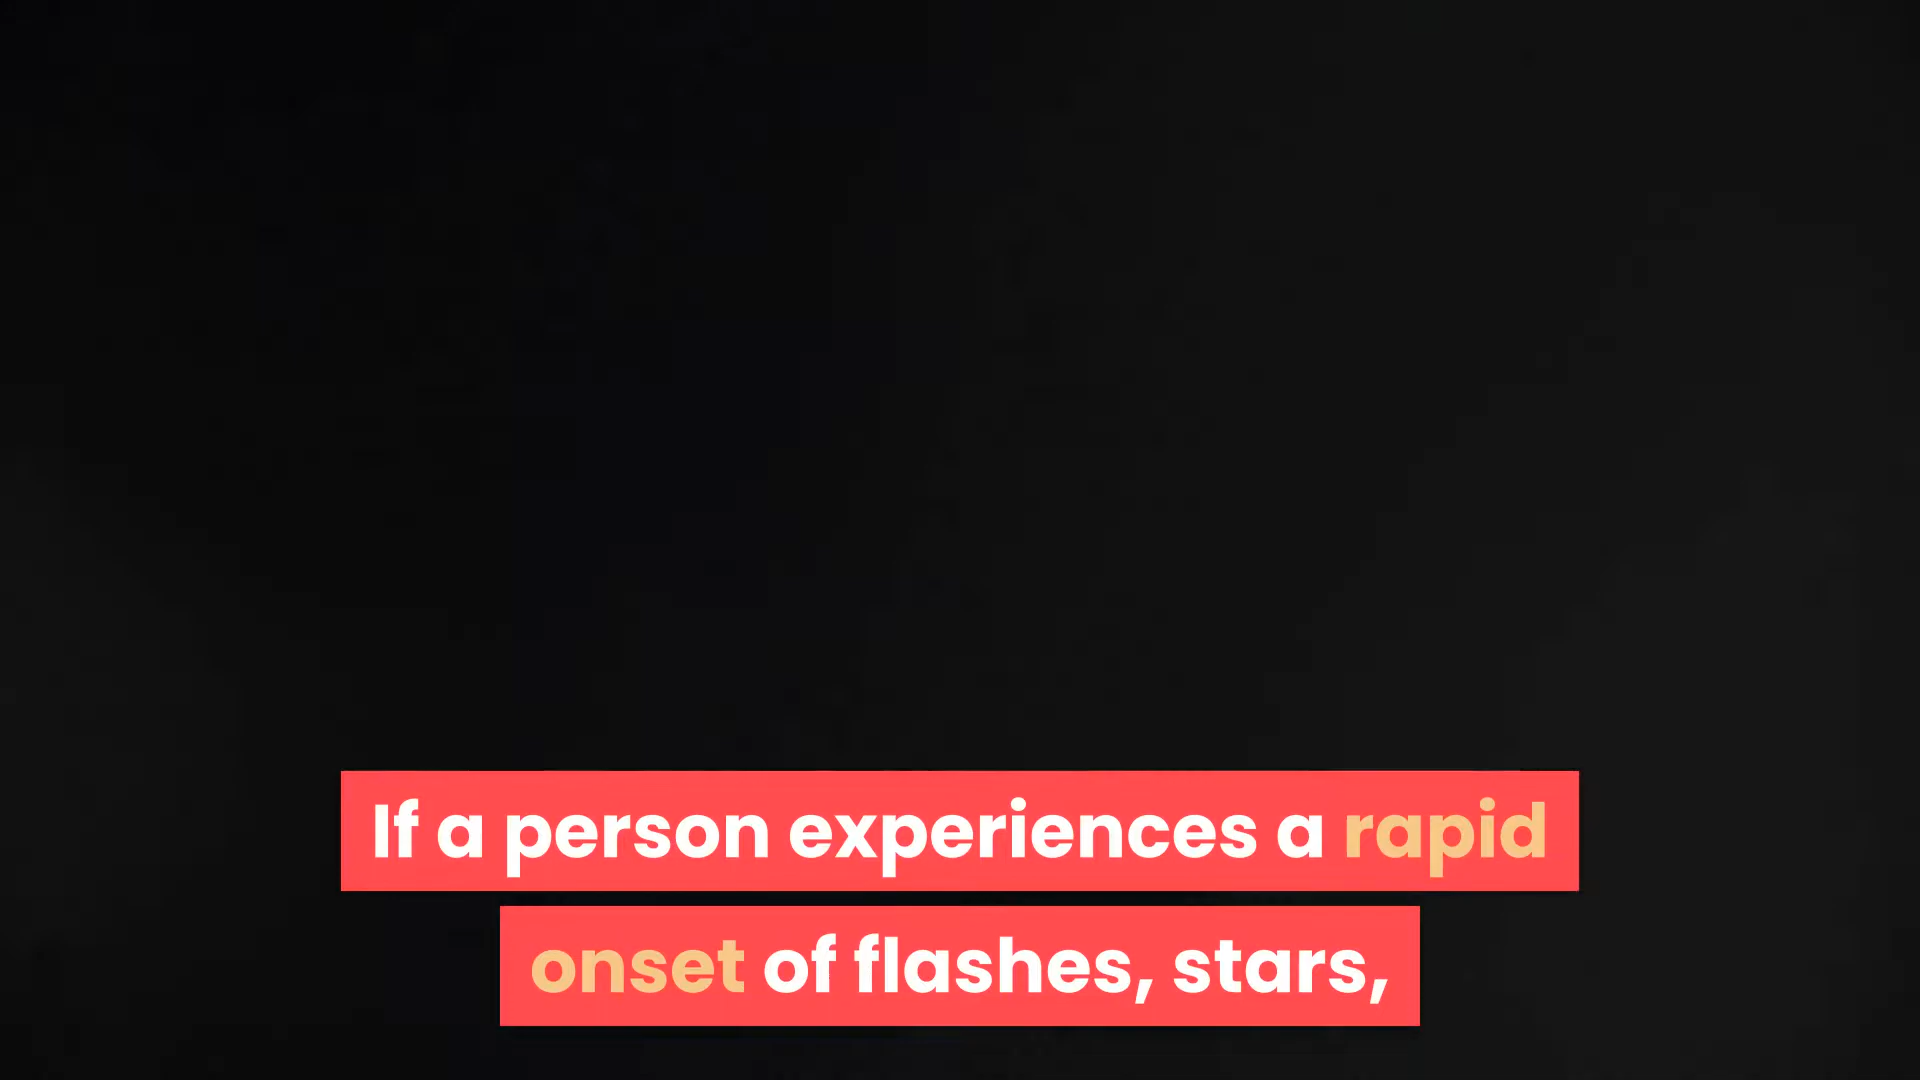 If a person experiences a rapid
onset of flashes, stars,